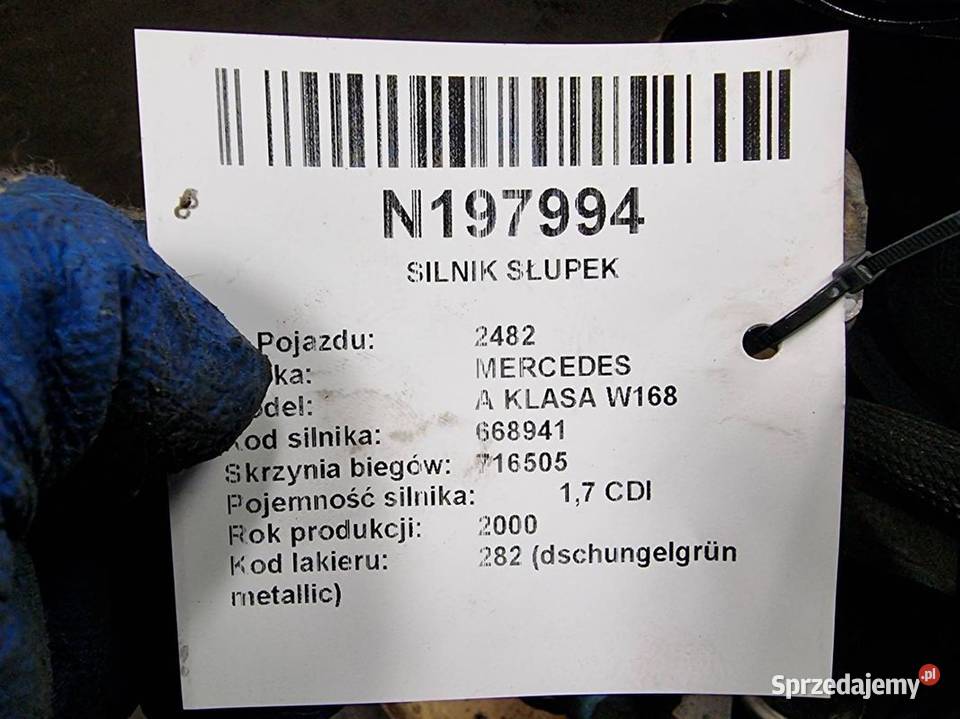 N197994
SILNIK SŁUPEK
Pojazdu: 2482
MERCEDES
A KLASA W168
silnika: 668941
Skrzynia biegów: 716505
Pojemność silnika: 1,7 CDI
Rok produkcji: 2000
Kod lakieru: 282 (dschungelgrün
metallic)
Sprzedajemy.pl